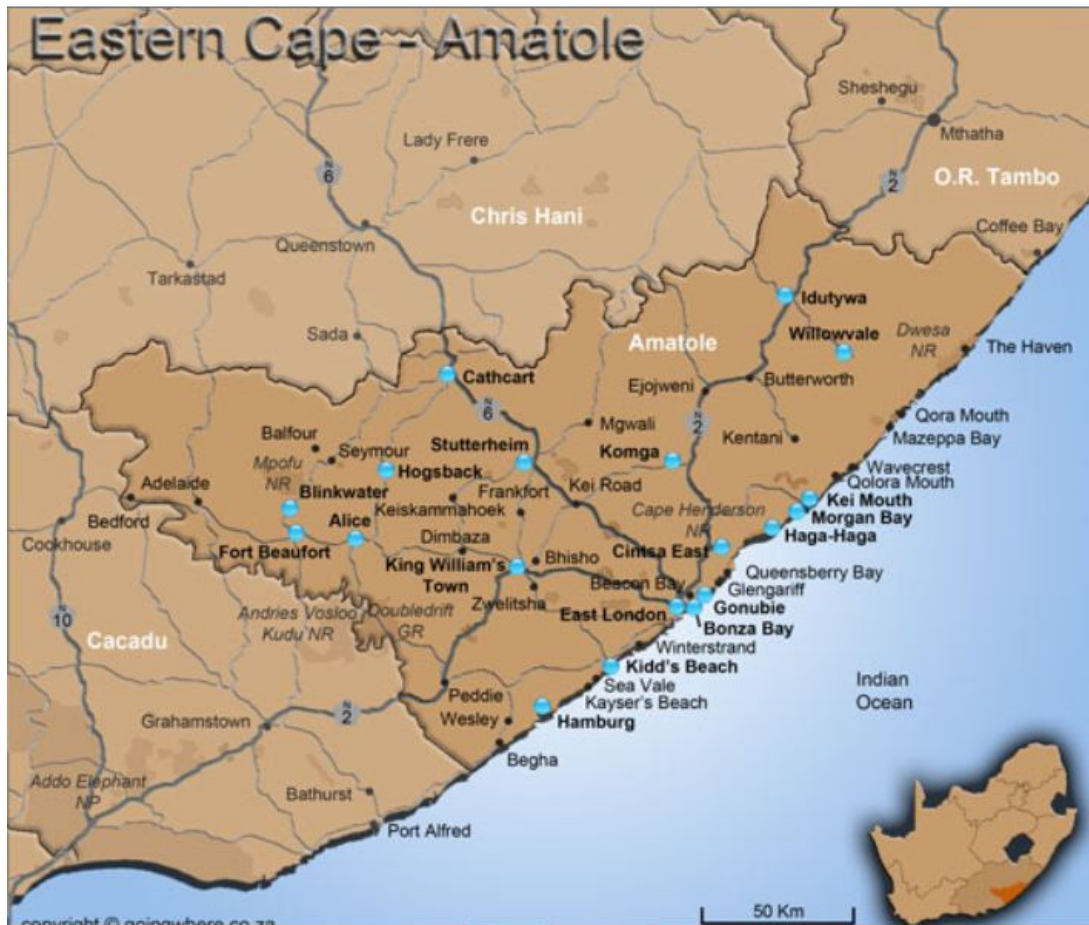 Eastern Cape - Amatole
Sheshegu
Mthatha
Lady Frere
N
6
N
2
O.R. Tambo
Chris Hani
Coffee Bay
Queenstown
Tarkastad
Idutywa
Sada
Amatole
Willowvale
Dwesa
NR
The Haven
Cathcart
Ejojweni
Butterworth
N
6
N
2
Qora Mouth
Mgwali
Balfour
Kentani
Mazeppa Bay
Seymour
Stutterheim
Komga
Mpofu
NR
Hogsback
Wavecrest
Qolora Mouth
Adelaide
Blinkwater
Frankfort
Kei Road
Kei Mouth
Keiskammahoek
Cape Henderson
NR
Morgan Bay
Bedford
Alice
Haga-Haga
Cookhouse
Fort Beaufort
Dimbaza
Cintsa East
King William's
Town
Bhisho
Queensberry Bay
Beacon Bay
Glengariff
Zwelitsha
Andries Vosloo
Kudu NR
Doubledrift
GR
East London
Gonubie
N
10
Bonza Bay
Cacadu
Winterstrand
Kidd's Beach
Sea Vale
Peddie
Kayser's Beach
Indian
Ocean
N
2
Grahamstown
Wesley
Hamburg
Begha
Addo Elephant
NP
Bathurst
Port Alfred
50 Km
copyright © goingwhere.co.za